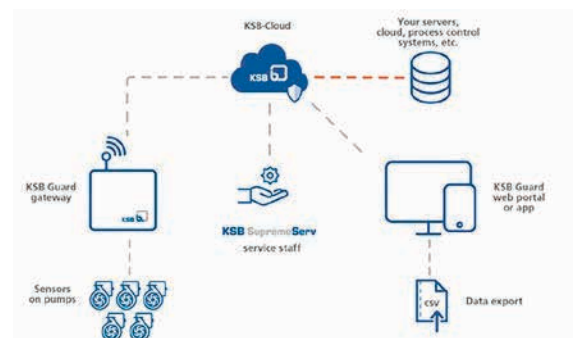 KSB-Cloud
Your servers,
cloud, process control
systems, etc.
KSB
KSB Guard
gateway
KSB
KSB SupremeServ
service staff
KSB Guard
web portal
or app
Sensors
on pumps
CSV
Data export